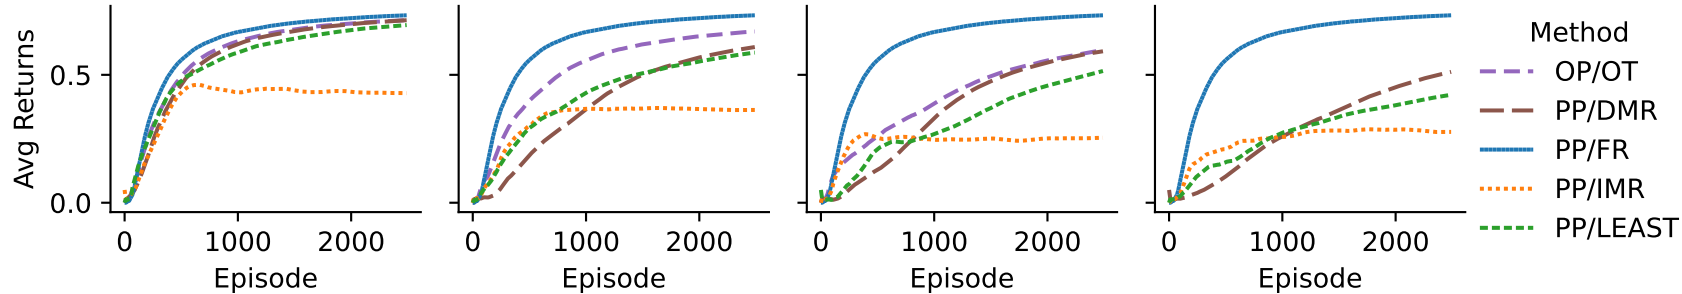 Avg Returns
0.5
0.0
0 1000 2000
Episode
0 1000 2000
Episode
0 1000 2000
Episode
0 1000 2000
Episode
Method
OP/OT
PP/DMR
PP/FR
PP/IMR
PP/LEAST